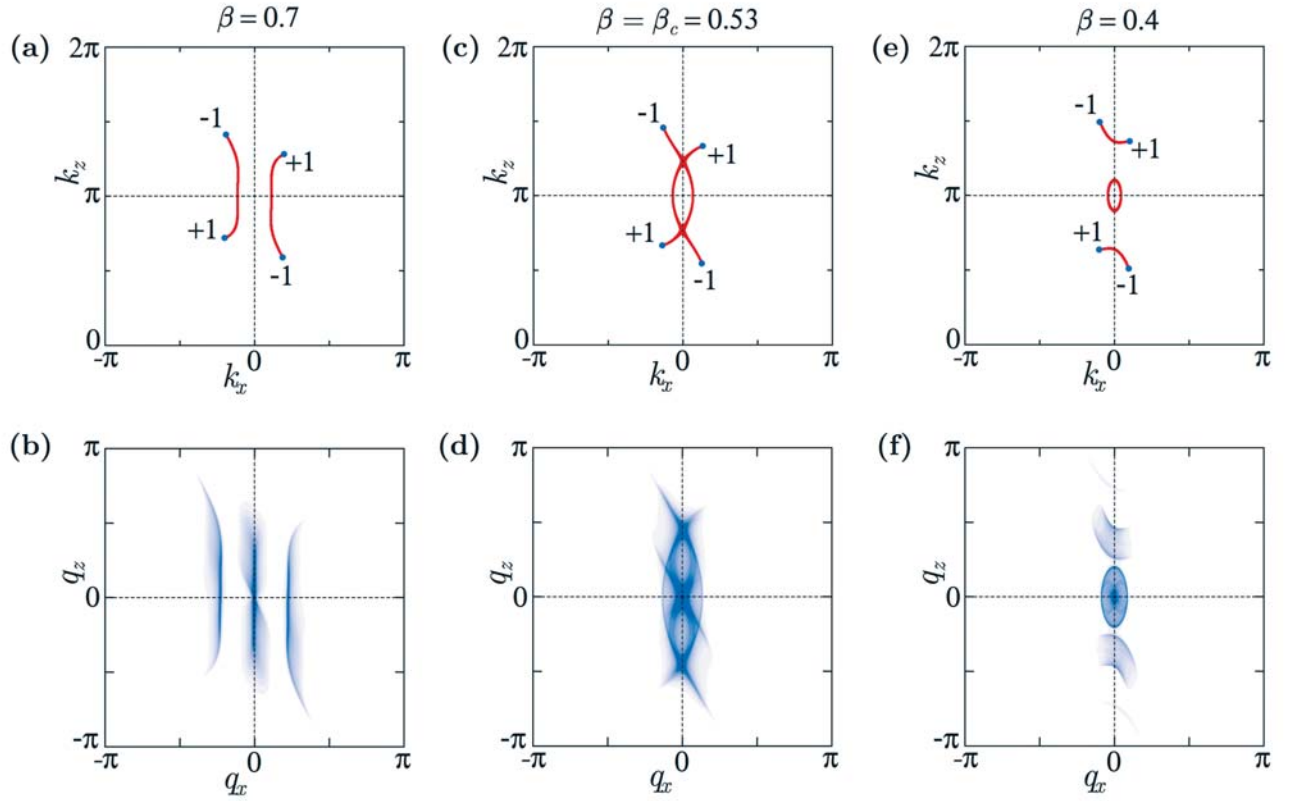 β = 0.7
β = β_c = 0.53
β = 0.4
(a)
2π
π
0
-π
0
π
k_z
k_x
-1
+1
+1
-1
(c)
2π
π
0
-π
0
π
k_z
k_x
-1
+1
+1
-1
(e)
2π
π
0
-π
0
π
k_z
k_x
-1
+1
+1
-1
(b)
π
0
-π
-π
0
π
q_z
q_x
(d)
π
0
-π
-π
0
π
q_z
q_x
(f)
π
0
-π
-π
0
π
q_z
q_x